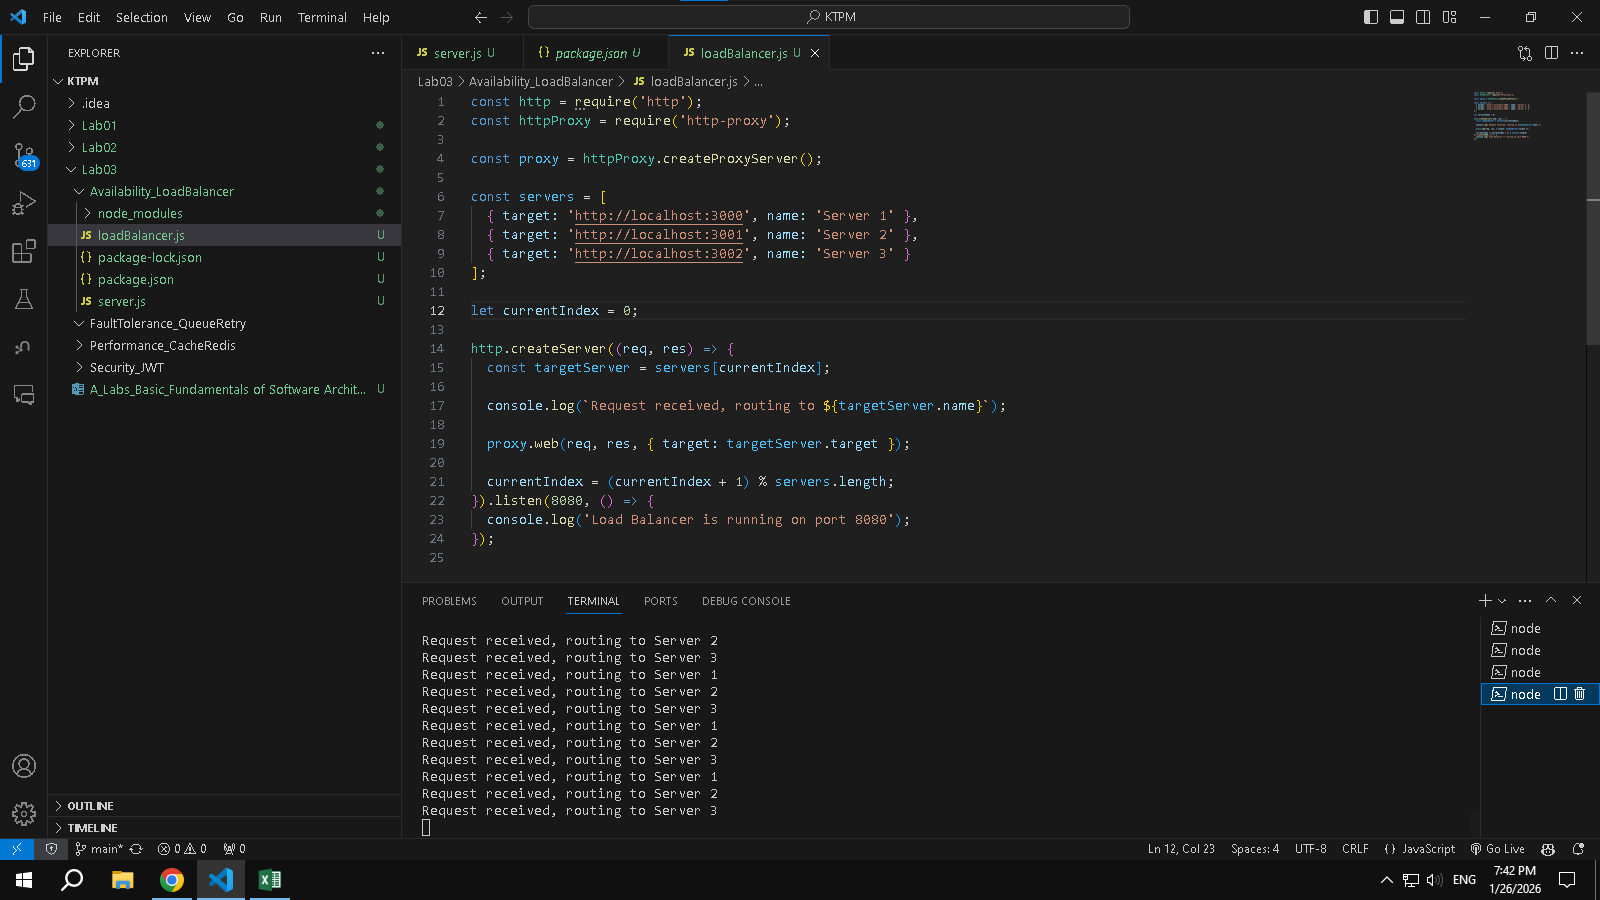 File Edit Selection View Go Run Terminal Help
KTPM
EXPLORER
KTPM
.idea
Lab01
Lab02
Lab03
Availability_LoadBalancer
node_modules
JS loadBalancer.js U
{} package-lock.json U
{} package.json U
JS server.js U
FaultTolerance_QueueRetry
Performance_CacheRedis
Security_JWT
A_Labs_Basic_Fundamentals of Software Archit... U
631
OUTLINE
TIMELINE
JS server.js U
{} package.json U
JS loadBalancer.js U
Lab03 > Availability_LoadBalancer > JS loadBalancer.js > ...
1 const http = require('http');
2 const httpProxy = require('http-proxy');
3
4 const proxy = httpProxy.createProxyServer();
5
6 const servers = [
7 { target: 'http://localhost:3000', name: 'Server 1' },
8 { target: 'http://localhost:3001', name: 'Server 2' },
9 { target: 'http://localhost:3002', name: 'Server 3' }
10 ];
11
12 let currentIndex = 0;
13
14 http.createServer((req, res) => {
15 const targetServer = servers[currentIndex];
16
17 console.log(`Request received, routing to ${targetServer.name}`);
18
19 proxy.web(req, res, { target: targetServer.target });
20
21 currentIndex = (currentIndex + 1) % servers.length;
22 }).listen(8080, () => {
23 console.log('Load Balancer is running on port 8080');
24 });
25
PROBLEMS OUTPUT TERMINAL PORTS DEBUG CONSOLE
Request received, routing to Server 2
Request received, routing to Server 3
Request received, routing to Server 1
Request received, routing to Server 2
Request received, routing to Server 3
Request received, routing to Server 1
Request received, routing to Server 2
Request received, routing to Server 3
Request received, routing to Server 1
Request received, routing to Server 2
Request received, routing to Server 3
node
node
node
node
main* 0 0 0
Ln 12, Col 23 Spaces: 4 UTF-8 CRLF {} JavaScript Go Live
ENG
7:42 PM
1/26/2026